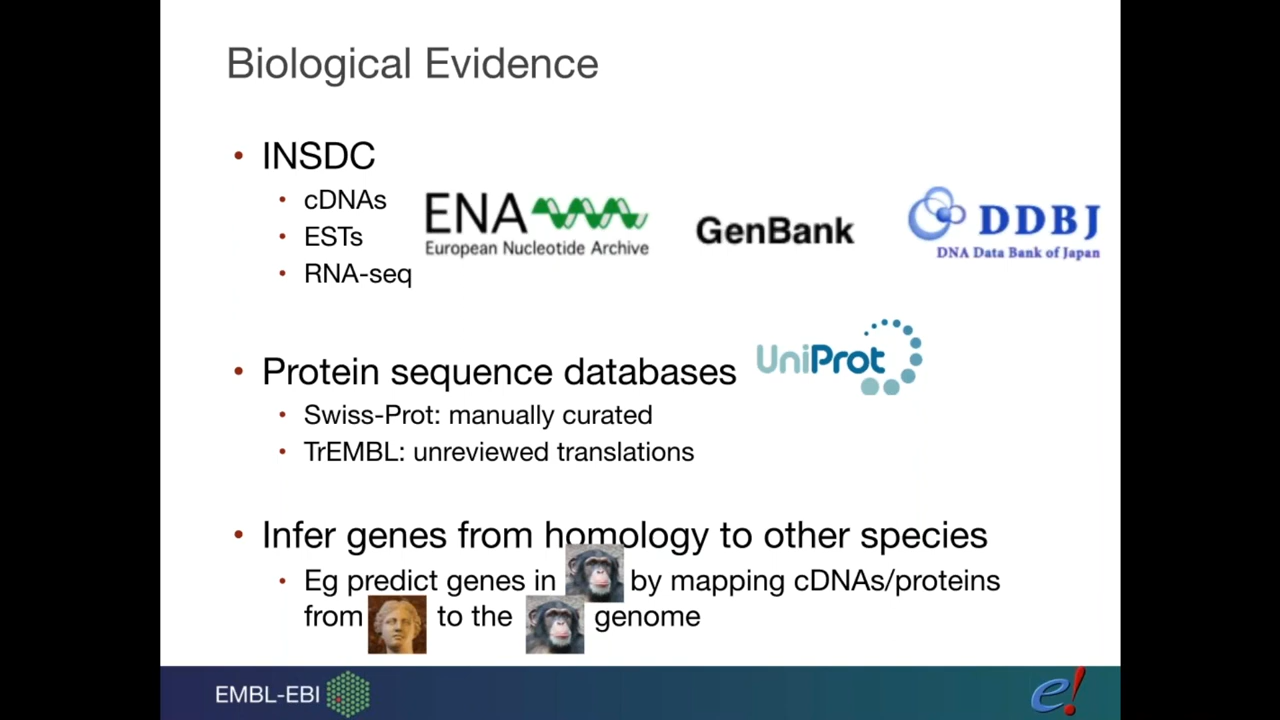 Biological Evidence
• INSDC
• cDNAs
• ESTs
• RNA-seq
ENA
European Nucleotide Archive
GenBank
DDBJ
DNA Data Bank of Japan
• Protein sequence databases
UniProt
• Swiss-Prot: manually curated
• TrEMBL: unreviewed translations
• Infer genes from homology to other species
• Eg predict genes in by mapping cDNAs/proteins
from to the genome
EMBL-EBI
e!